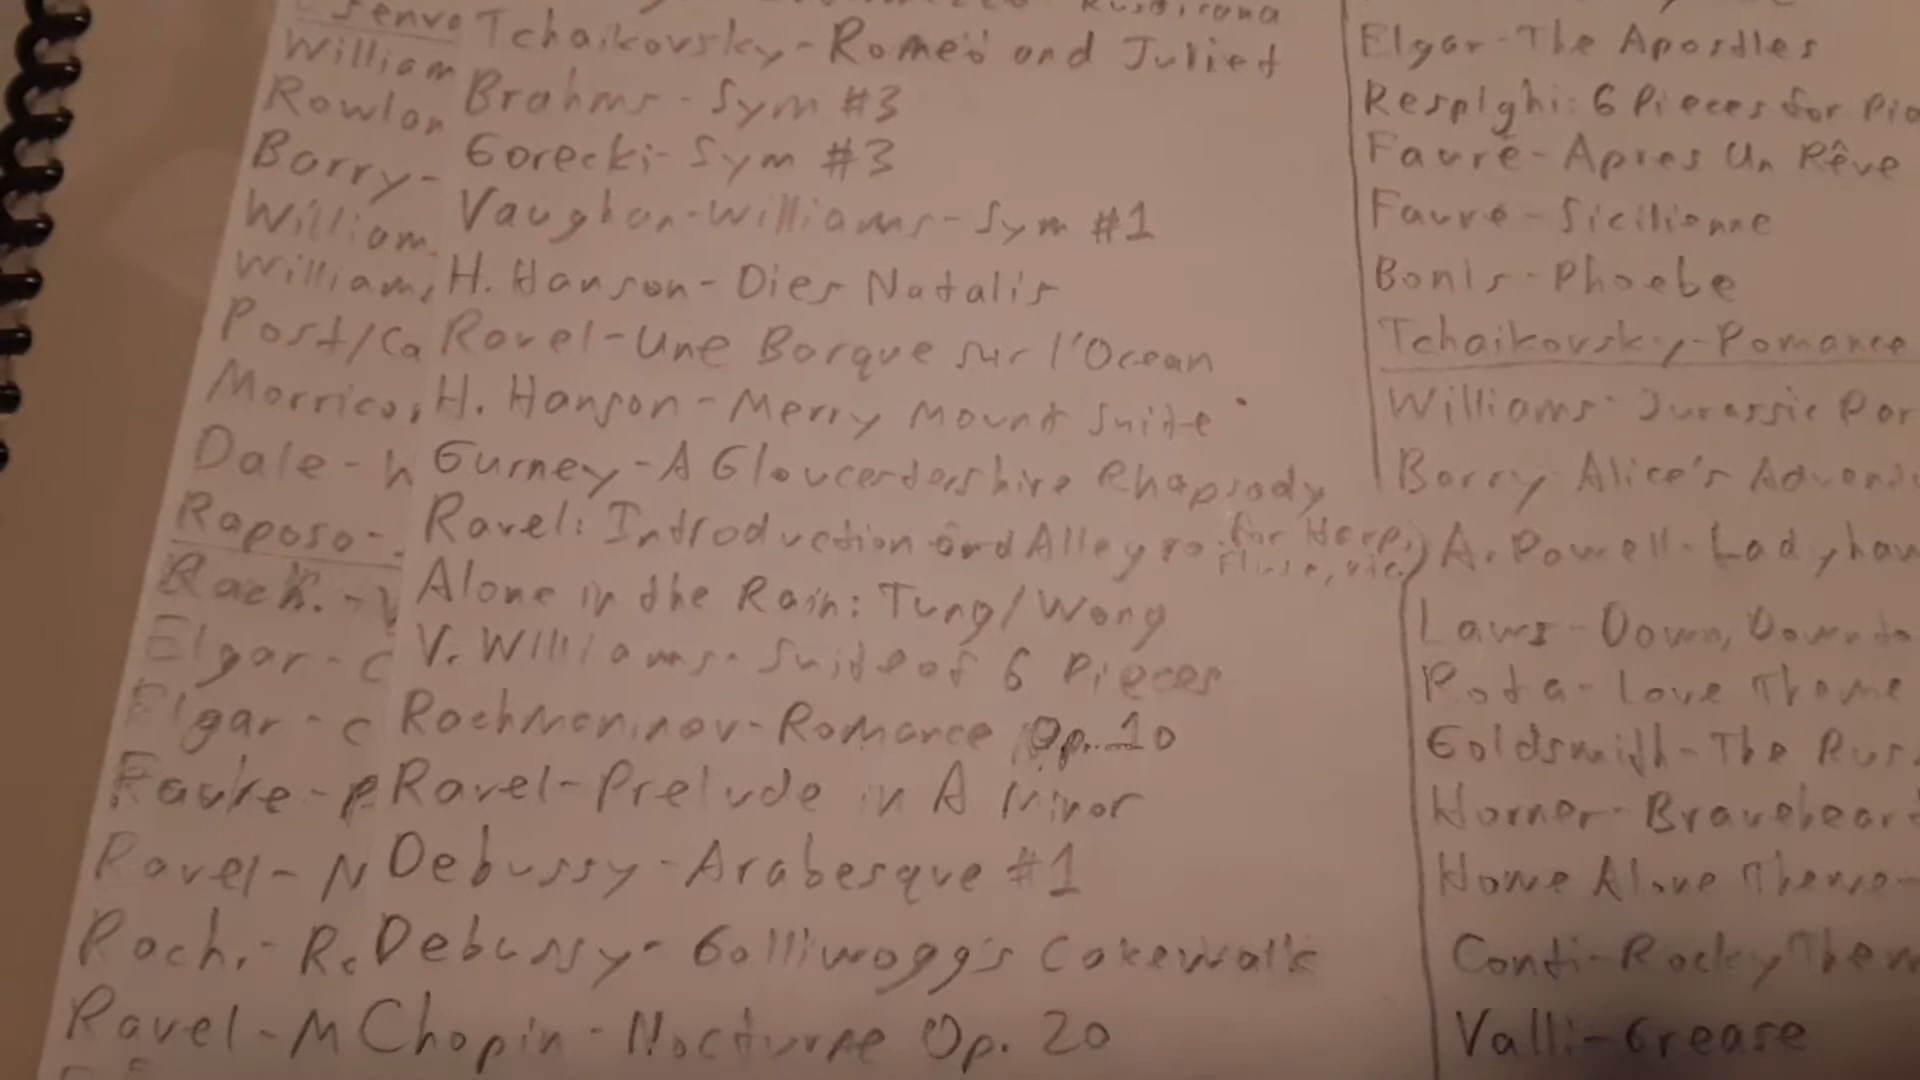 Rusticana
Tchaikovsky-Romeo and Juliet
Brahms-Sym #3
Gorecki-Sym #3
Vaughan-Williams-Sym #1
H. Hanson-Dies Natalis
Ravel-Une Barque sur l'Ocean
H. Hanson-Merry Mount Suite
Gurney-A Gloucestershire Rhapsody
Ravel: Introduction and Allegro for Harp,
Alone in the Rain: Tung/Wong
V. Williams-Suite of 6 Pieces
Rachmaninov-Romance Op. 10
Ravel-Prelude in A Minor
Debussy-Arabesque #1
Debussy-Golliwogg's Cakewalk
Chopin-Nocturne Op. 20
William
Rowlan
Barry-
William
Williams
Post/Ca
Morrico
Dale-
Raposo-
Rach.-
Elgar-c
Elgar-c
Faure-P
Ravel-N
Rach.-R
Ravel-M
Elgar-The Apostles
Respighi: 6 Pieces for Pia
Fauré-Apres Un Rêve
Fauré-Sicilienne
Bonis-Phoebe
Tchaikovsky-Romance
Williams-Jurassic Par
Barry-Alice's Advent
A. Powell-Ladyhaw
Laws-Down, Down to
Rota-Love Theme
Goldsmith-The Rus
Horner-Braveheart
Home Alone Theme-
Conti-Rocky Them
Valli-Grease